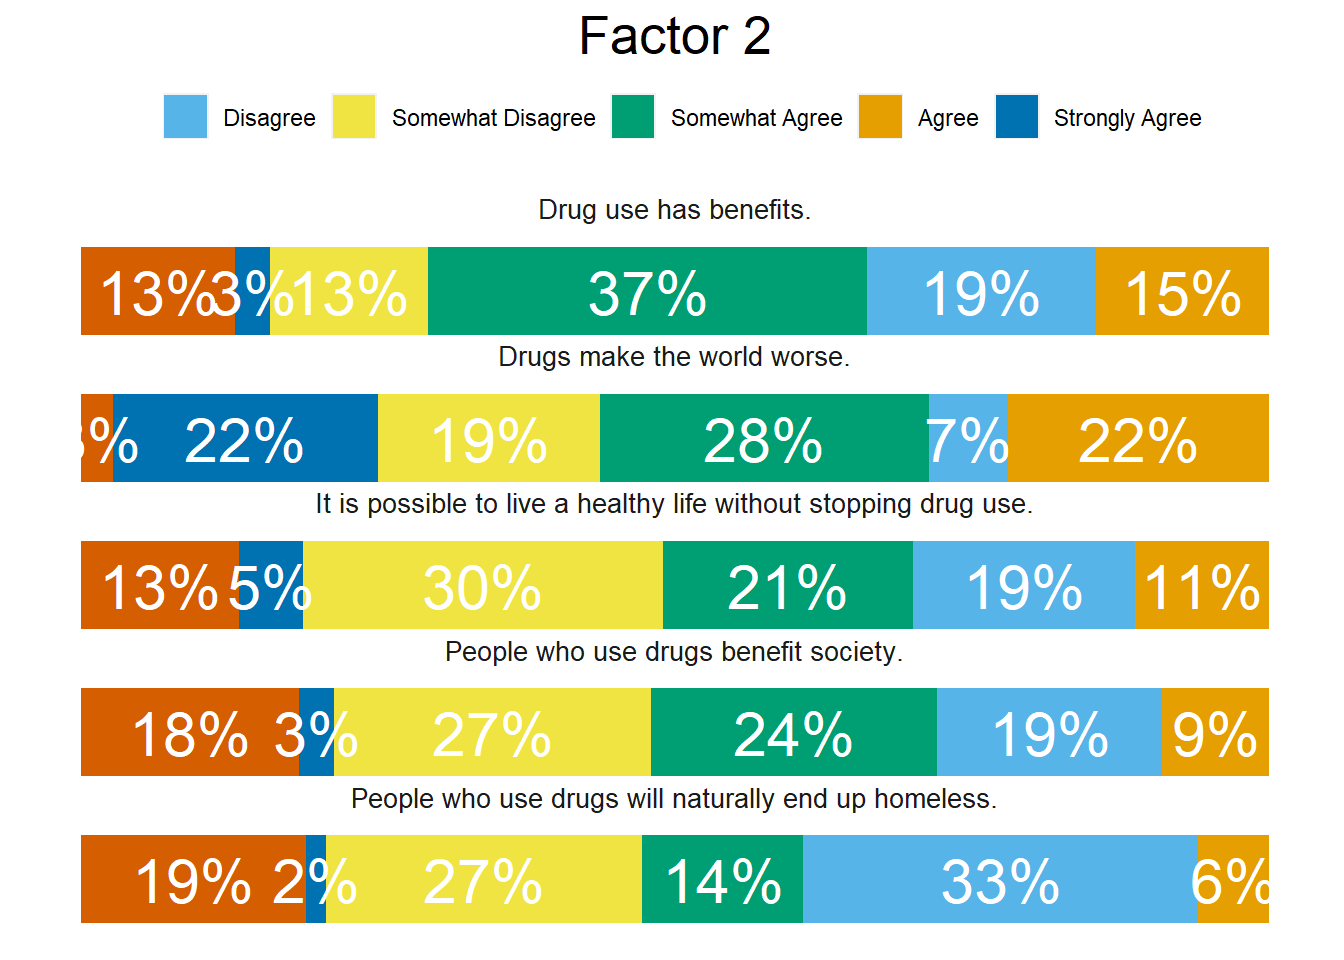 Factor 2
Disagree Somewhat Disagree Somewhat Agree Agree Strongly Agree
Drug use has benefits.
13% 3% 13% 37% 19% 15%
Drugs make the world worse.
22% 19% 28% 7% 22%
It is possible to live a healthy life without stopping drug use.
13% 5% 30% 21% 19% 11%
People who use drugs benefit society.
18% 3% 27% 24% 19% 9%
People who use drugs will naturally end up homeless.
19% 2% 27% 14% 33% 6%